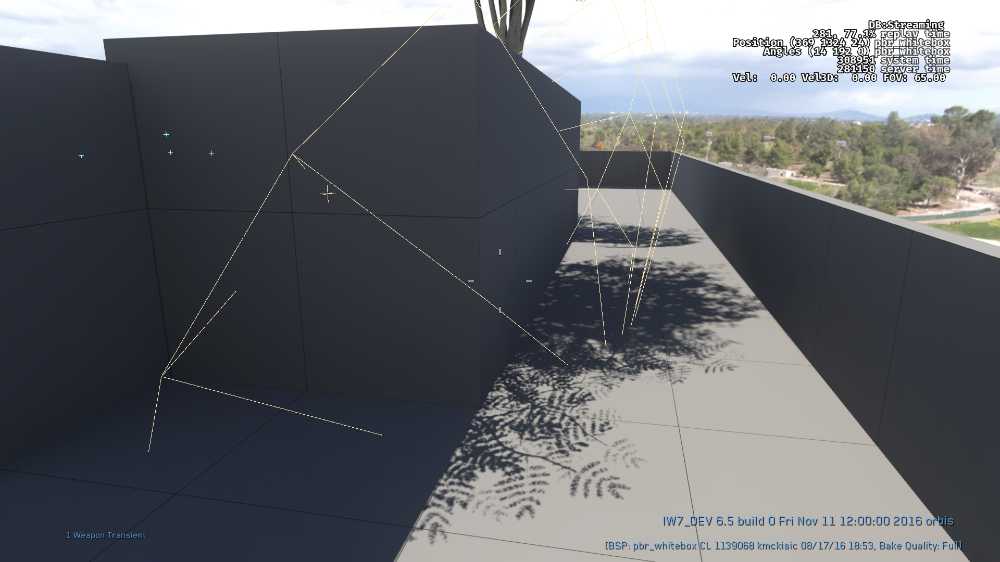 DB:Streaming
281, 77.1% replay time
Position (369 1324 24) pbr_whitebox
Angles (14 192 0) pbr_whitebox
308951 system time
281150 server time
Vel: 0.00 Vel3D: 0.00 FOV: 65.00
IW7_DEV 6.5 build 0 Fri Nov 11 12:00:00 2016 orbis
1 Weapon Transient
[BSP: pbr_whitebox CL 1139068 kmckisic 08/17/16 18:53, Bake Quality: Full]